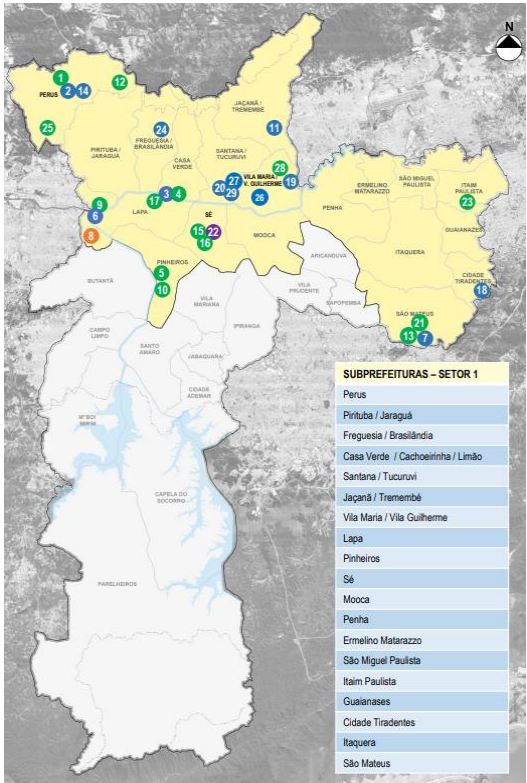 N
1
2 14
12
PERUS
JAÇANÃ /
TREMEMBÉ
25
24
11
FREGUESIA /
BRASILÂNDIA
PIRITUBA /
JARAGUA
CASA
VERDE
SANTANA /
TUCURUVI
28
VILA MARIA /
V. GUILHERME
27
19
20
29
26
ERMELINO
MATARAZZO
SÃO MIGUEL
PAULISTA
ITAIM
PAULISTA
23
17 3 4
9
6
LAPA
PENHA
SÉ
8
15 22
16
MOOCA
GUAIANAZES
ARICANDUVA
ITAQUERA
PINHEIROS
5
10
BUTANTÃ
VILA
PRUDENTE
CIDADE
TIRADENTES
18
VILA
MARIANA
SAPOPEMBA
SÃO MATEUS
21
13 7
CAMPO
LIMPO
IPIRANGA
SANTO
AMARO
JABAQUARA
CIDADE
ADEMAR
M'BOI
MIRIM
CAPELA DO
SOCORRO
PARELHEIROS
SUBPREFEITURAS – SETOR 1
Perus
Pirituba / Jaraguá
Freguesia / Brasilândia
Casa Verde / Cachoeirinha / Limão
Santana / Tucuruvi
Jaçanã / Tremembé
Vila Maria / Vila Guilherme
Lapa
Pinheiros
Sé
Mooca
Penha
Ermelino Matarazzo
São Miguel Paulista
Itaim Paulista
Guaianases
Cidade Tiradentes
Itaquera
São Mateus